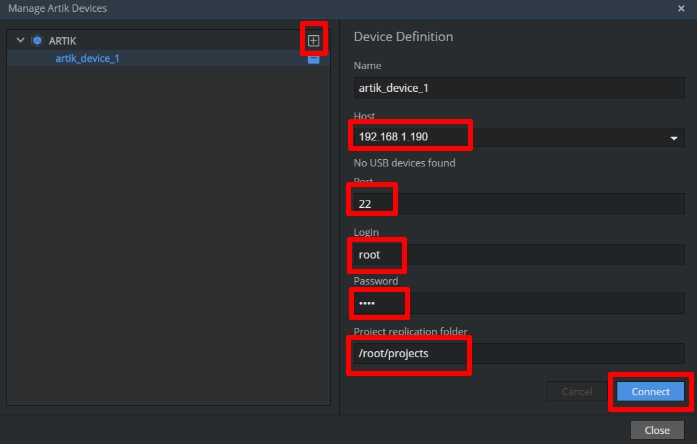 Manage Artik Devices
ARTIK
artik_device_1
Device Definition
Name
artik_device_1
Host
192.168.1.190
No USB devices found
Port
22
Login
root
Password
••••
Project replication folder
/root/projects
Cancel
Connect
Close